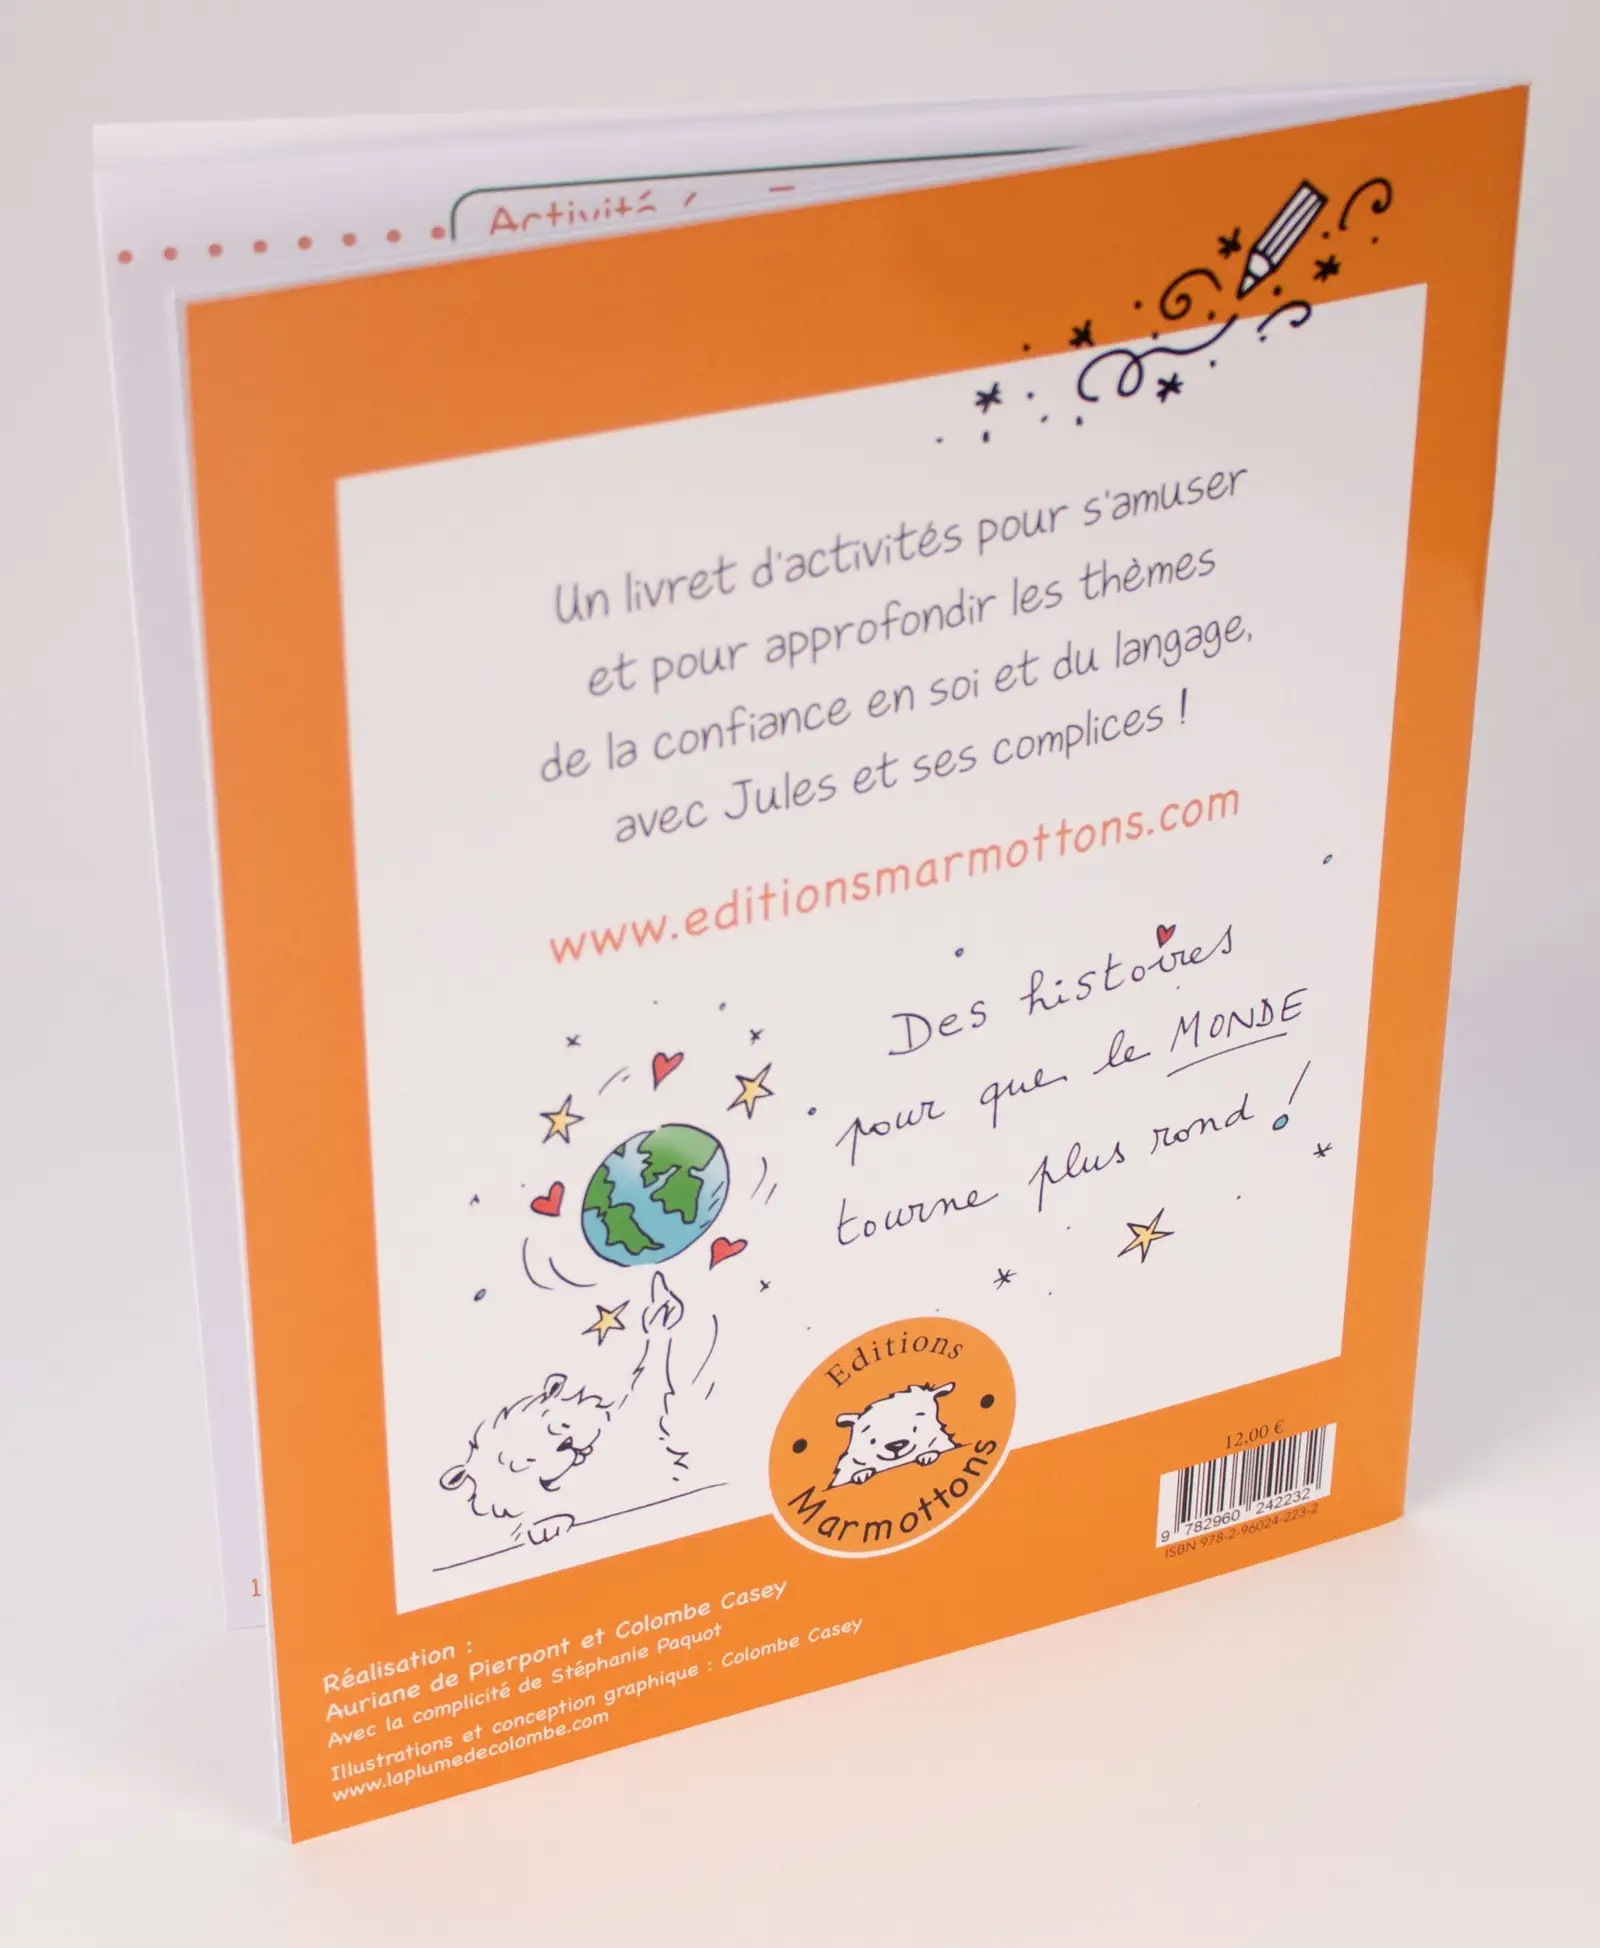 Activité
Un livret d'activités pour s'amuser
et pour approfondir les thèmes
de la confiance en soi et du langage,
avec Jules et ses complices !
www.editionsmarmottons.com
Des histoires
pour que le MONDE
tourne plus rond !
Editions
Marmottons
12,00 €
9 782960 242232
ISBN 978-2-96024-223-2
1
Réalisation :
Auriane de Pierpont et Colombe Casey
Avec la complicité de Stéphanie Paquot
Illustrations et conception graphique : Colombe Casey
www.laplumedecolombe.com